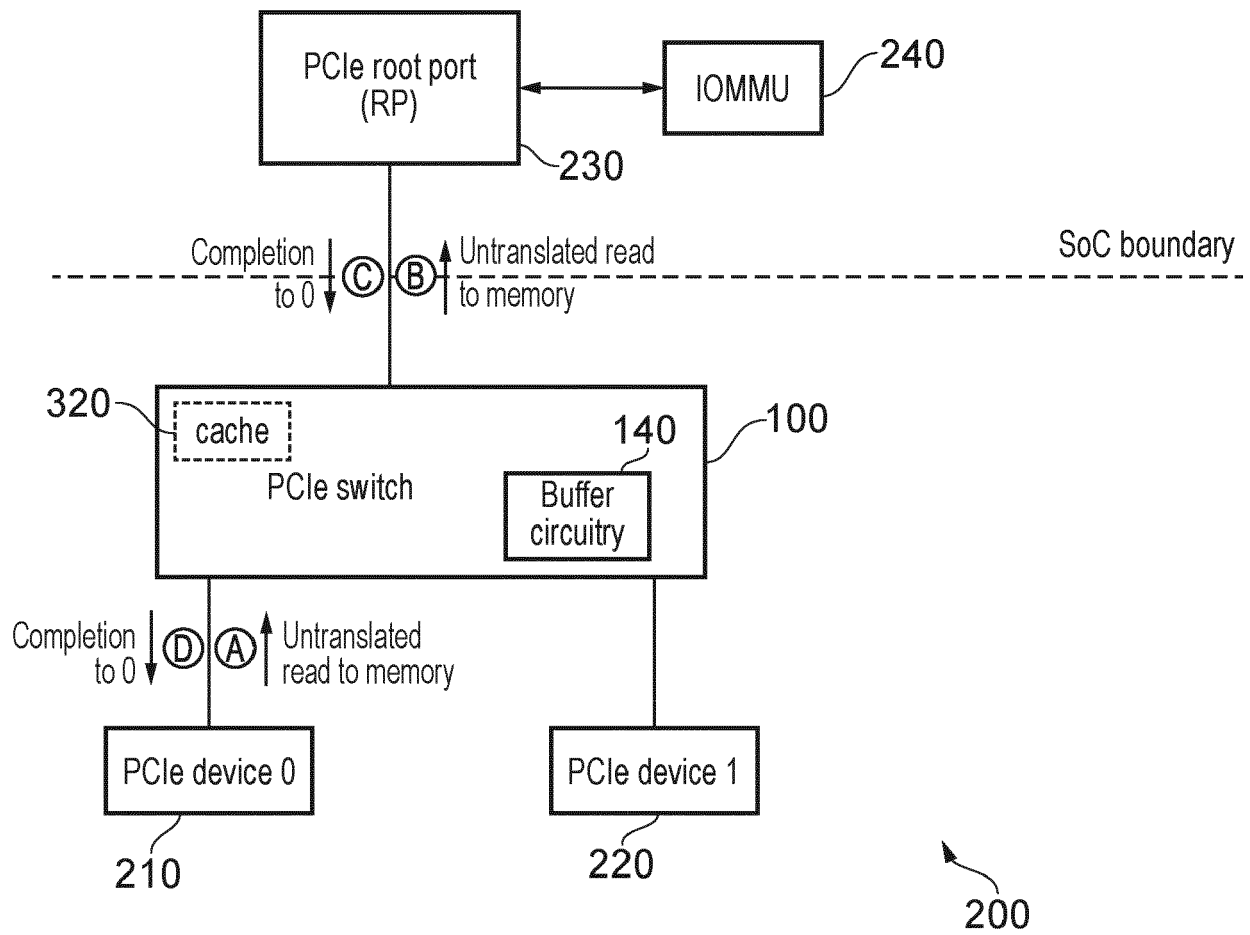 PCIe root port
(RP)
230
IOMMU
240
SoC boundary
Completion
to 0
C
B
Untranslated read
to memory
320
cache
PCIe switch
100
140
Buffer
circuitry
Completion
to 0
D
A
Untranslated
read to memory
PCIe device 0
210
PCIe device 1
220
200